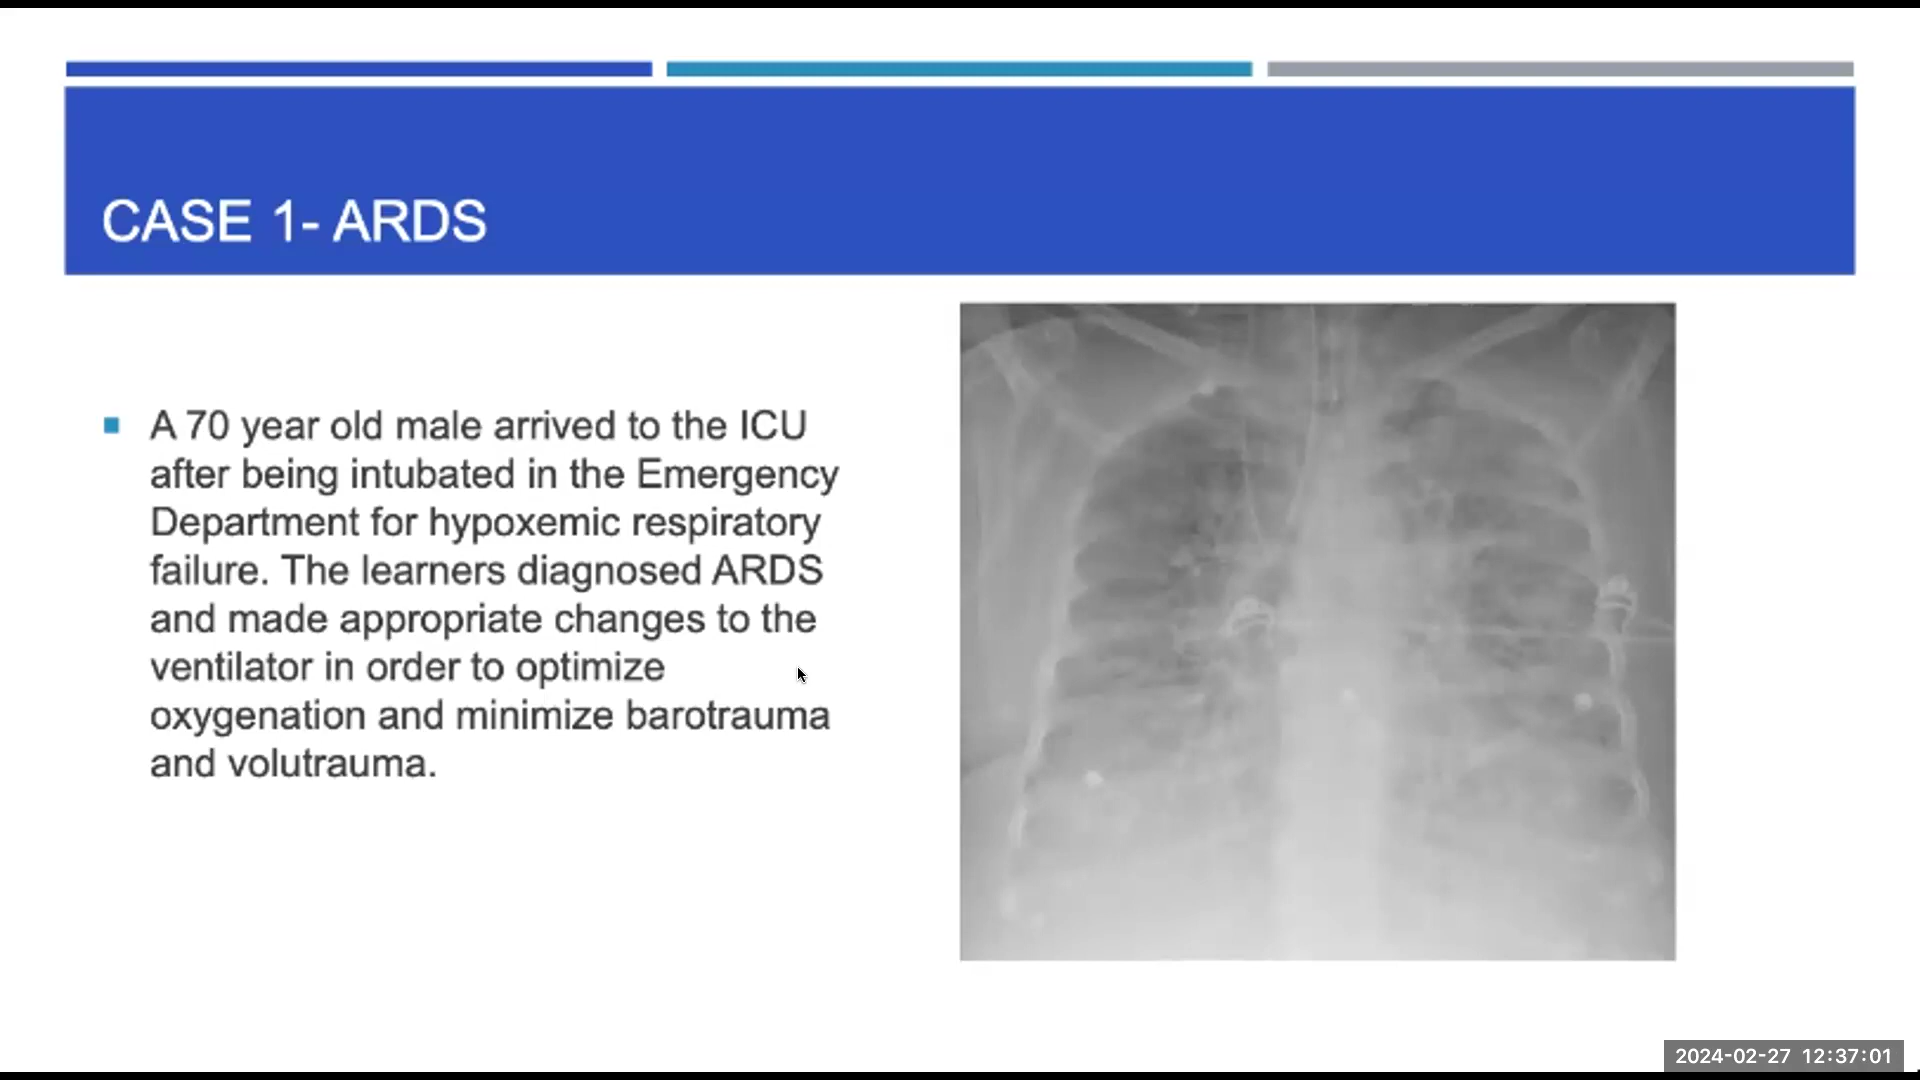 CASE 1- ARDS
A 70 year old male arrived to the ICU
after being intubated in the Emergency
Department for hypoxemic respiratory
failure. The learners diagnosed ARDS
and made appropriate changes to the
ventilator in order to optimize
oxygenation and minimize barotrauma
and volutrauma.
2024-02-27 12:37:01